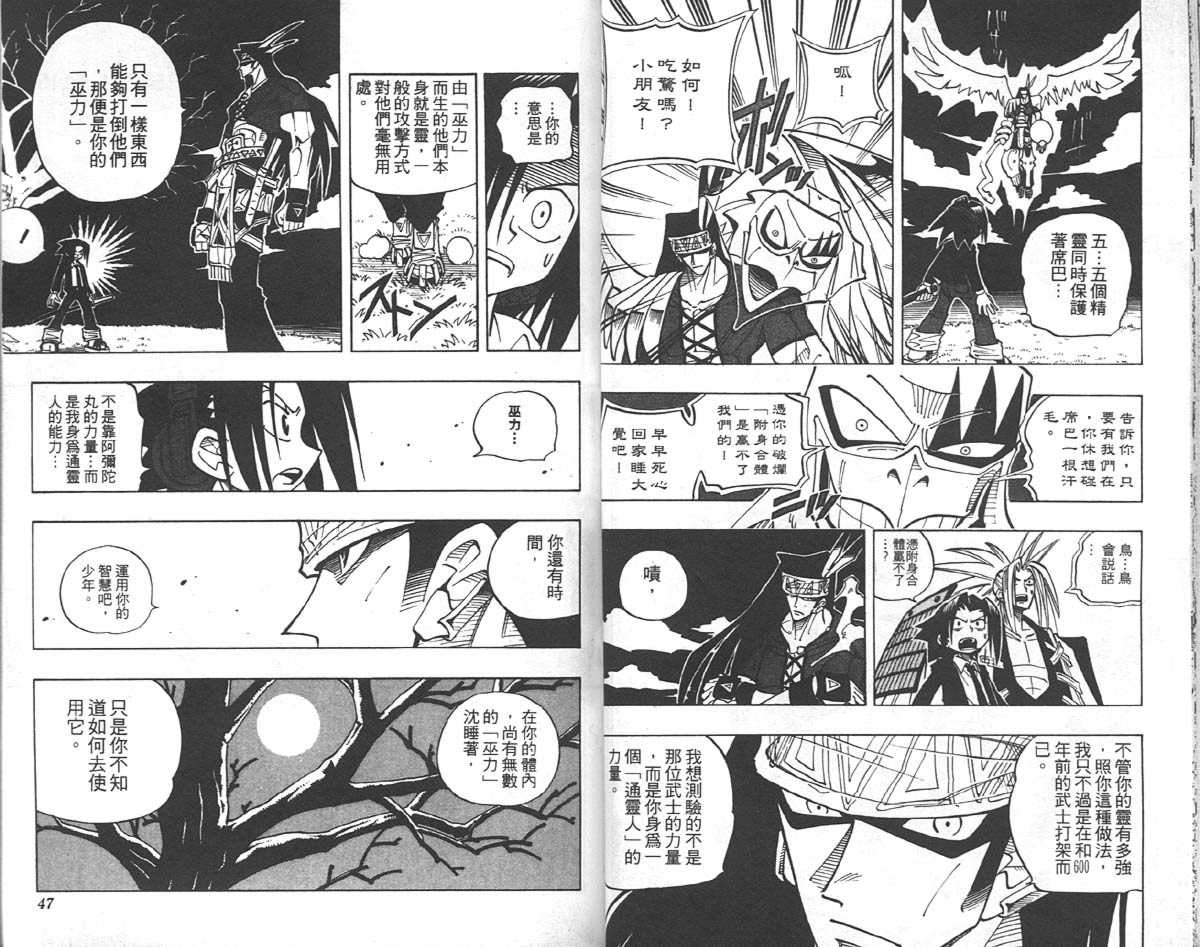 五…五個精
靈同時保護
著席巴…
呱！
如何！
吃驚嗎？
小朋友！
告訴你，只
要有我們在
，你休想碰
席巴一根汗
毛。
憑你的破爛
「附身合體
」是贏不了
我們的！
早早死心
回家睡大
覺吧！
鳥…鳥
會說話
…
憑附身合
體贏不了
…？
嘖，
不管你的靈有多強
，照你這種做法，
我只不過是在和600
年前的武士打架而
已。
我想測驗的不是
那位武士的力量
，而是你身爲一
個「通靈人」的
力量。
…你的
意思是
…
由「巫力」
而生的他們本
身就是靈，一
般的攻擊方式
對他們毫無用
處。
只有一樣東西
能夠打倒他們
，那便是你的
「巫力」。
巫力…
不是靠阿彌陀
丸的力量…而
是我身爲通靈
人的能力…
你還有時
間，
運用你的
智慧吧，
少年。
在你的體內
，尚有無數
的「巫力」
沈睡著，
只是你不知
道如何去使
用它。
47